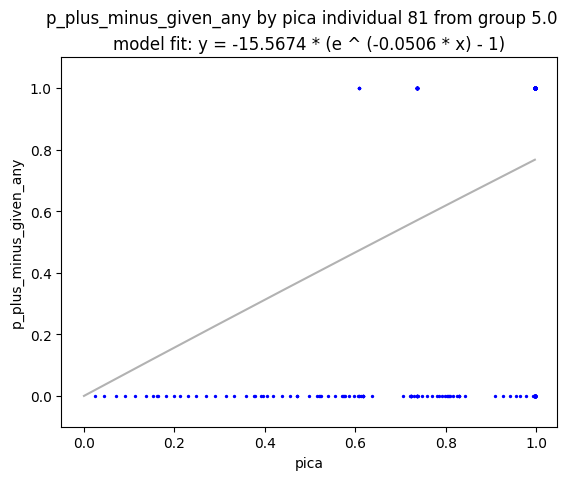 p_plus_minus_given_any by pica individual 81 from group 5.0
model fit: y = -15.5674 * (e ^ (-0.0506 * x) - 1)
1.0
0.8
0.6
0.4
0.2
0.0
p_plus_minus_given_any
0.0 0.2 0.4 0.6 0.8 1.0
pica